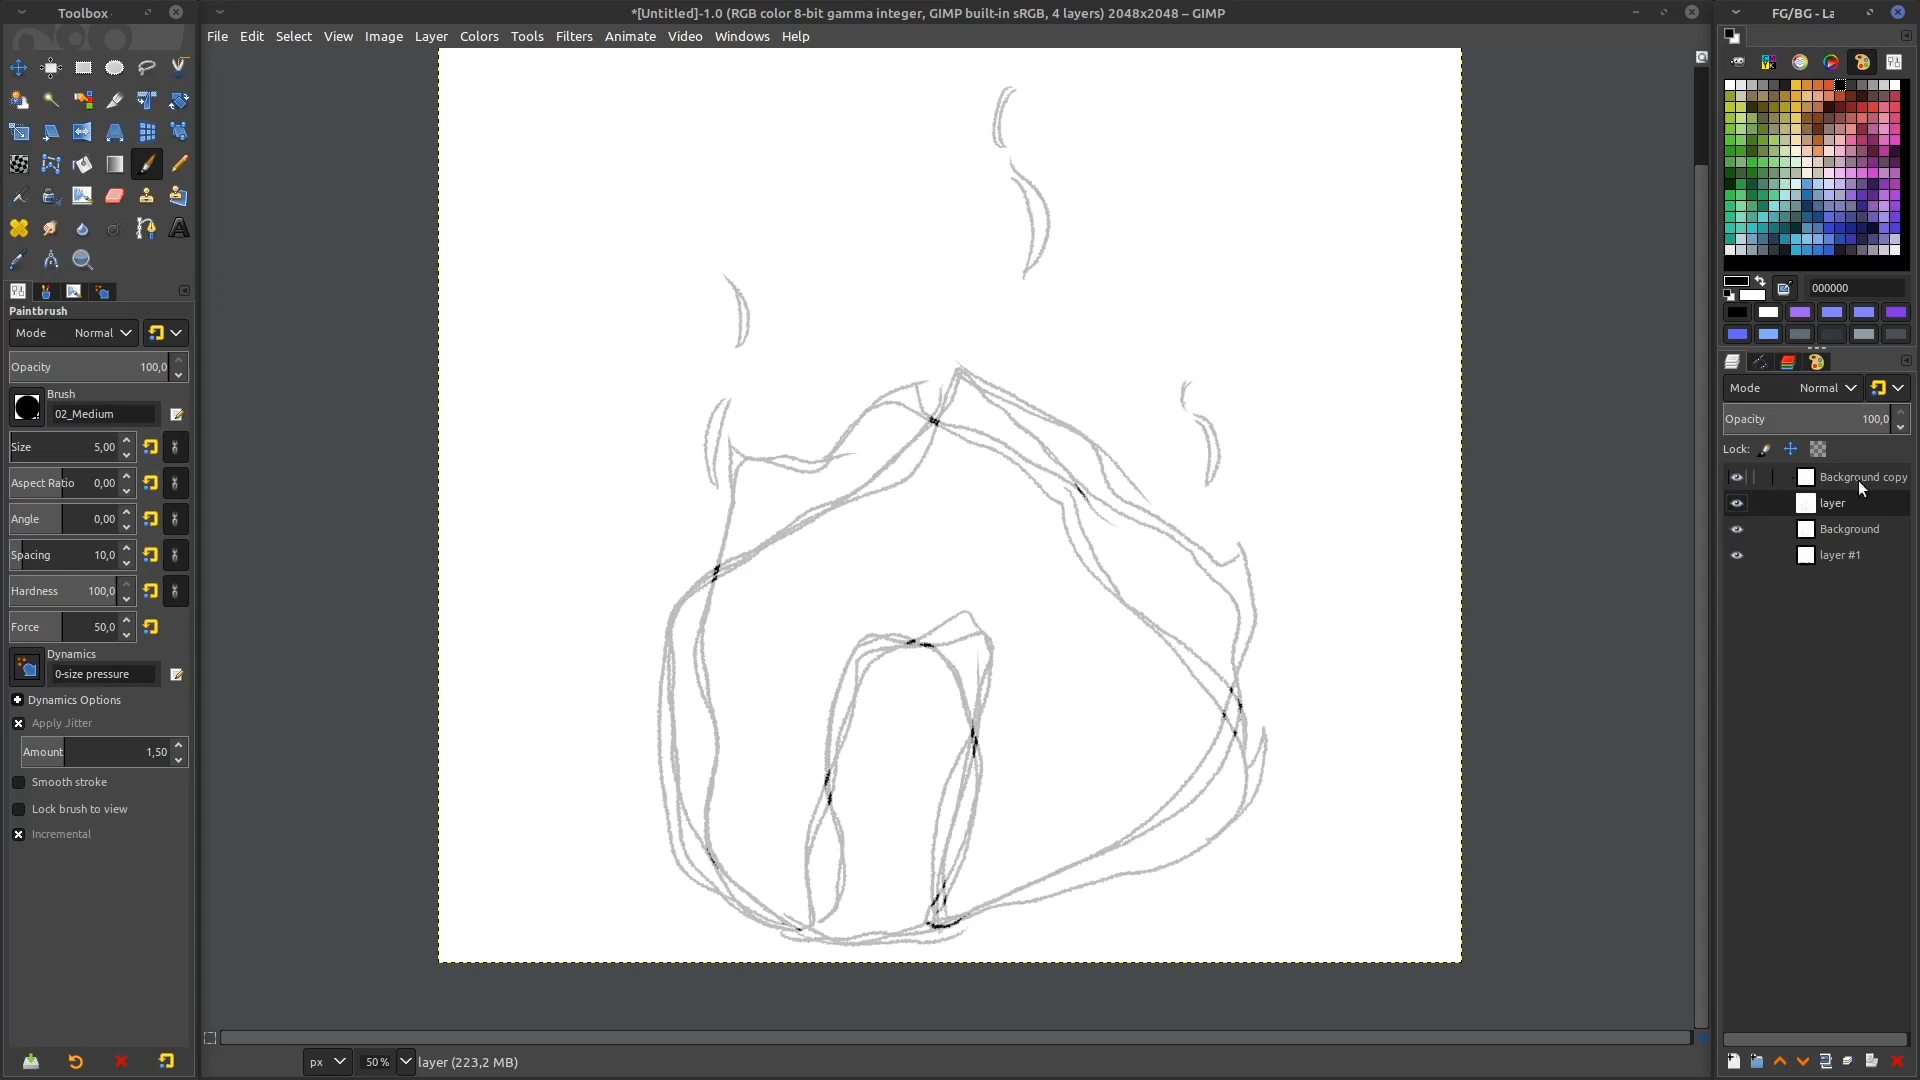 Toolbox
*[Untitled]-1.0 (RGB color 8-bit gamma integer, GIMP built-in sRGB, 4 layers) 2048x2048 – GIMP
FG/BG - La
File Edit Select View Image Layer Colors Tools Filters Animate Video Windows Help
000000
Paintbrush
Mode Normal
Opacity 100,0
Brush
02_Medium
Size 5,00
Aspect Ratio 0,00
Angle 0,00
Spacing 10,0
Hardness 100,0
Force 50,0
Dynamics
0-size pressure
Dynamics Options
Apply Jitter
Amount 1,50
Smooth stroke
Lock brush to view
Incremental
Mode Normal
Opacity 100,0
Lock:
Background copy
layer
Background
layer #1
px 50% layer (223,2 MB)